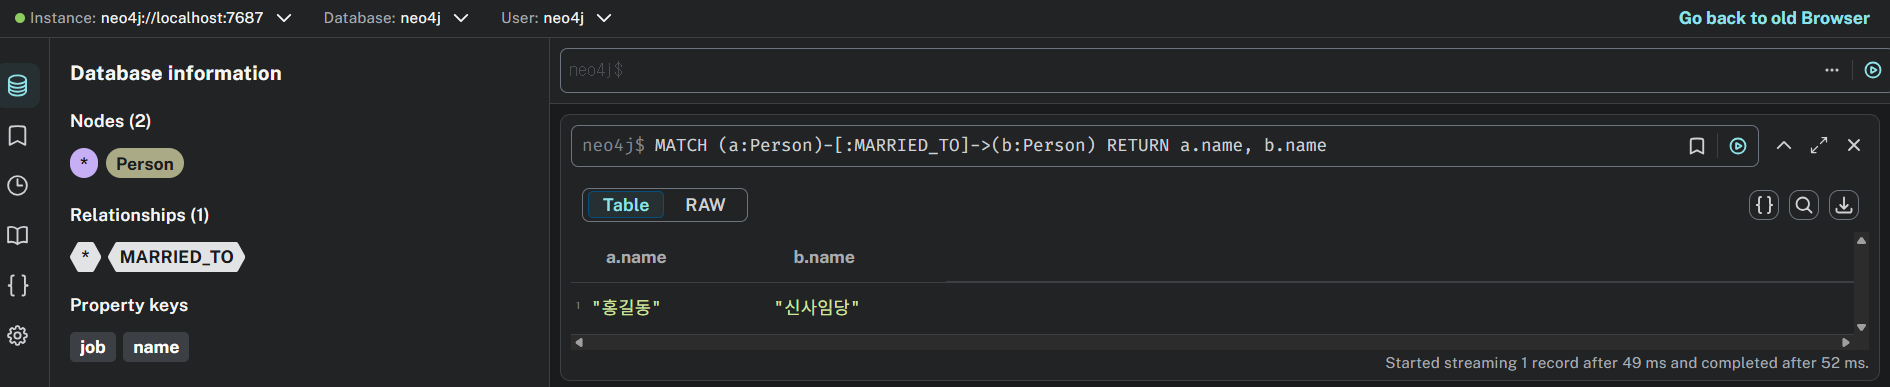 Instance: neo4j://localhost:7687 Database: neo4j User: neo4j Go back to old Browser
Database information
Nodes (2)
* Person
Relationships (1)
* MARRIED_TO
Property keys
job name
neo4j$
neo4j$ MATCH (a:Person)-[:MARRIED_TO]->(b:Person) RETURN a.name, b.name
Table RAW
a.name b.name
1 "홍길동" "신사임당"
Started streaming 1 record after 49 ms and completed after 52 ms.